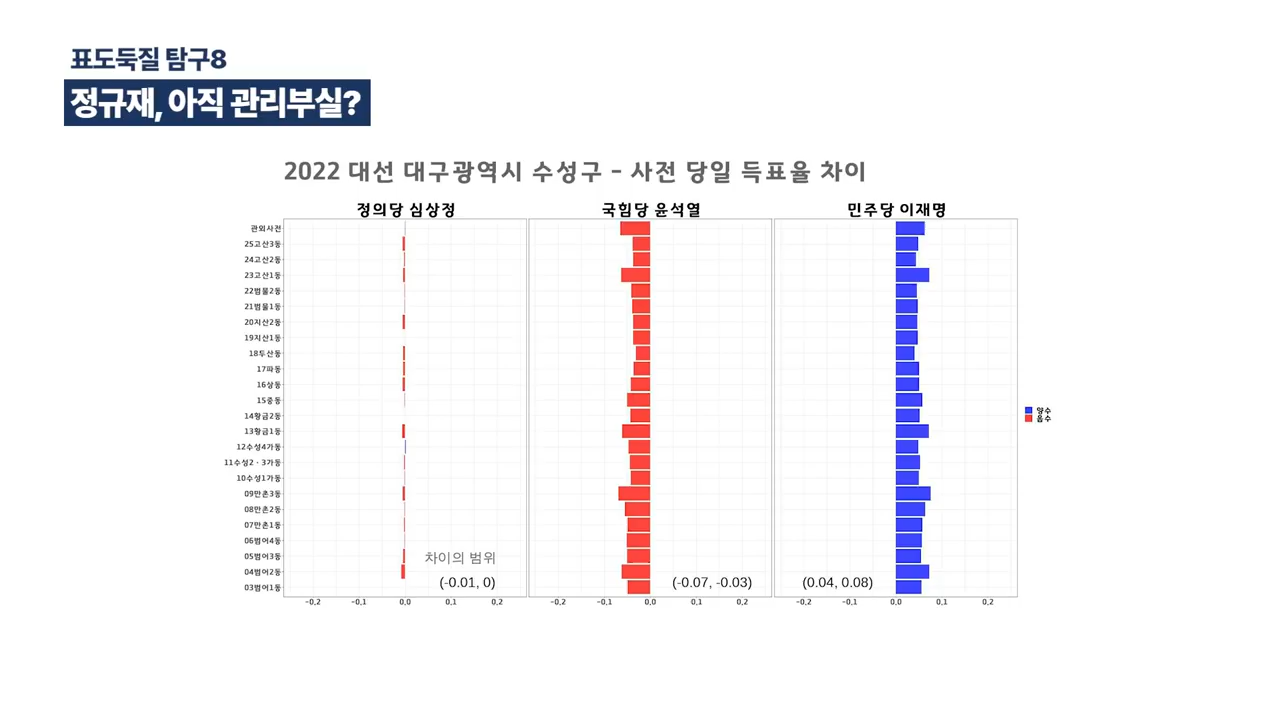 표도둑질 탐구8
정규재, 아직 관리부실?
2022 대선 대구광역시 수성구 - 사전 당일 득표율 차이
정의당 심상정
국힘당 윤석열
민주당 이재명
관외사전
25고산3동
24고산2동
23고산1동
22범물2동
21범물1동
20지산2동
19지산1동
18두산동
17파동
16상동
15중동
14황금2동
13황금1동
12수성4가동
11수성2·3가동
10수성1가동
09만촌3동
08만촌2동
07만촌1동
06범어4동
05범어3동
04범어2동
03범어1동
차이의 범위
(-0.01, 0)
(-0.07, -0.03)
(0.04, 0.08)
-0.2 -0.1 0.0 0.1 0.2
-0.2 -0.1 0.0 0.1 0.2
-0.2 -0.1 0.0 0.1 0.2
양수
음수